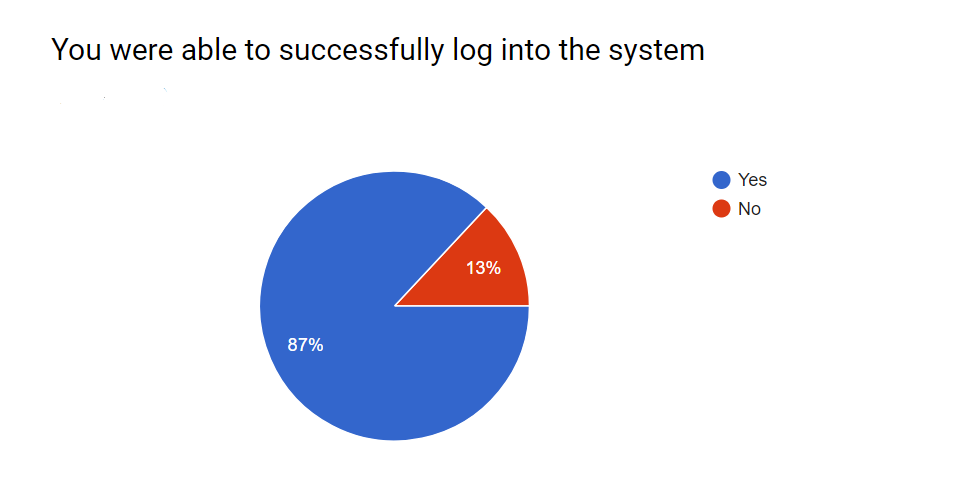 You were able to successfully log into the system
Yes
No
13%
87%